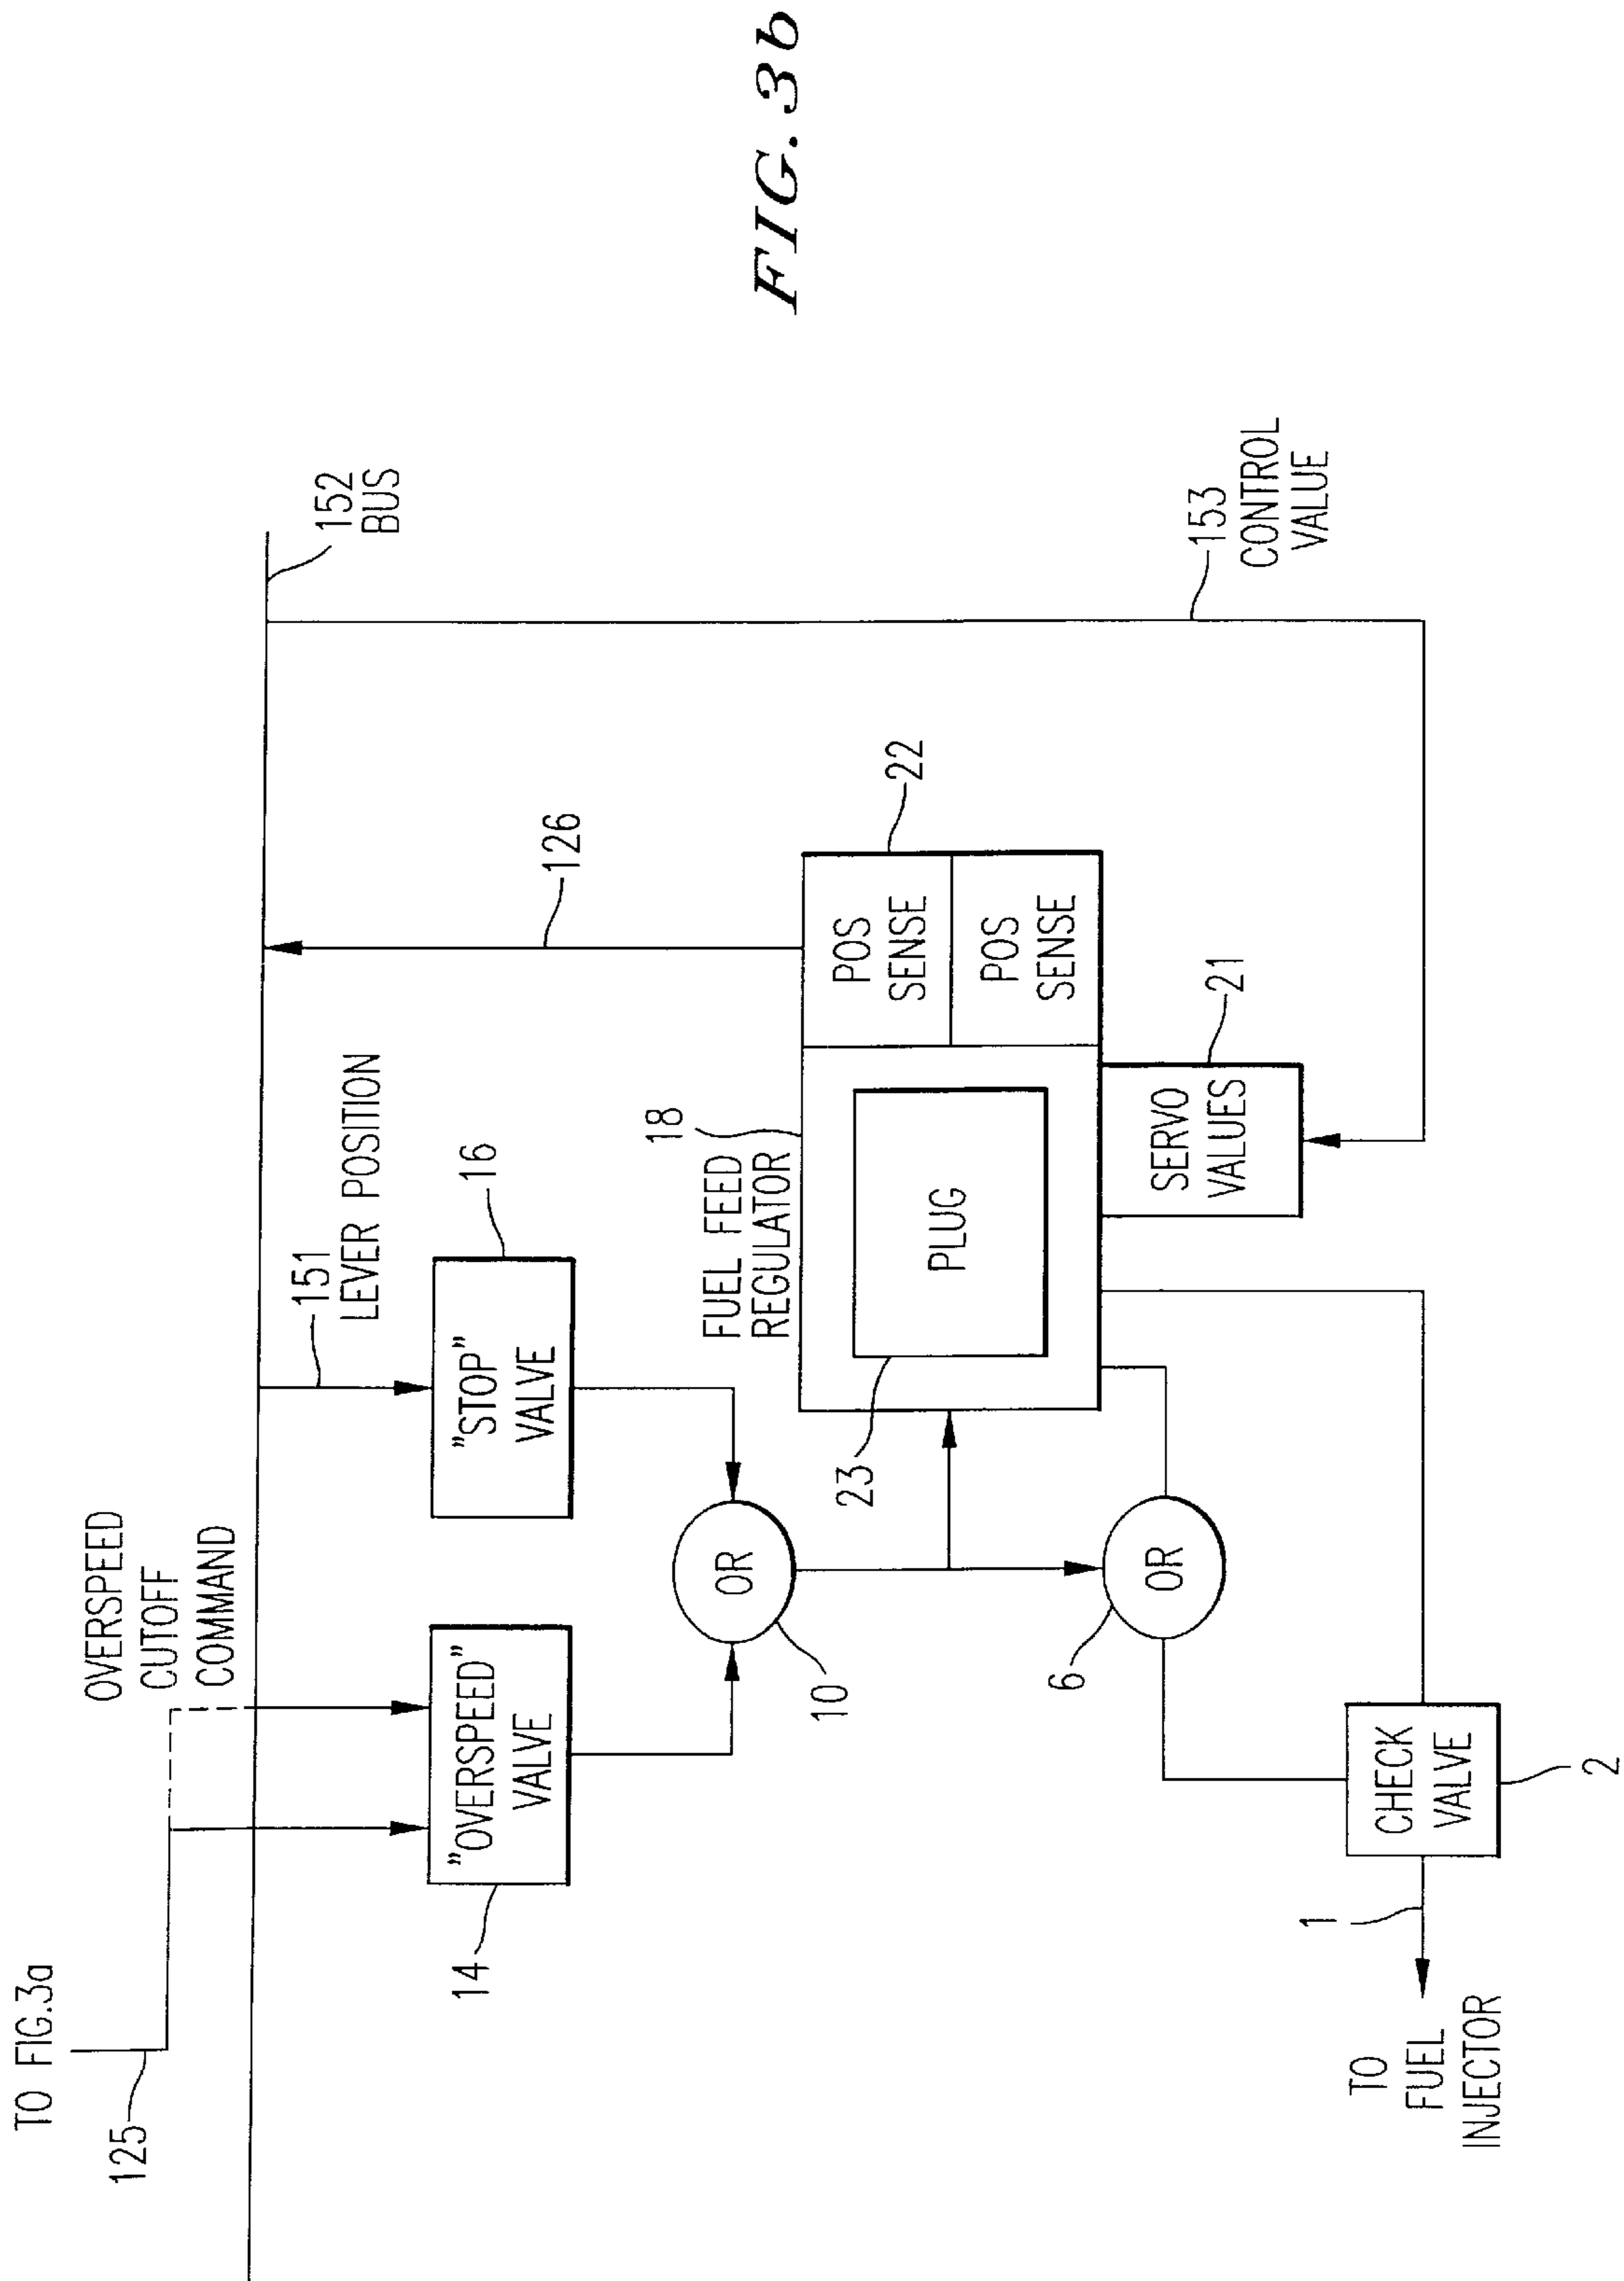 TO FIG.3a
125
OVERSPEED
CUTOFF
COMMAND
151
LEVER POSITION
152
BUS
"OVERSPEED"
VALVE
14
"STOP"
VALVE
16
126
OR
10
18
FUEL FEED
REGULATOR
PLUG
23
POS
SENSE
POS
SENSE
22
OR
6
SERVO
VALUES
21
153
CONTROL
VALUE
CHECK
VALVE
2
1
TO
FUEL
INJECTOR
FIG. 3b